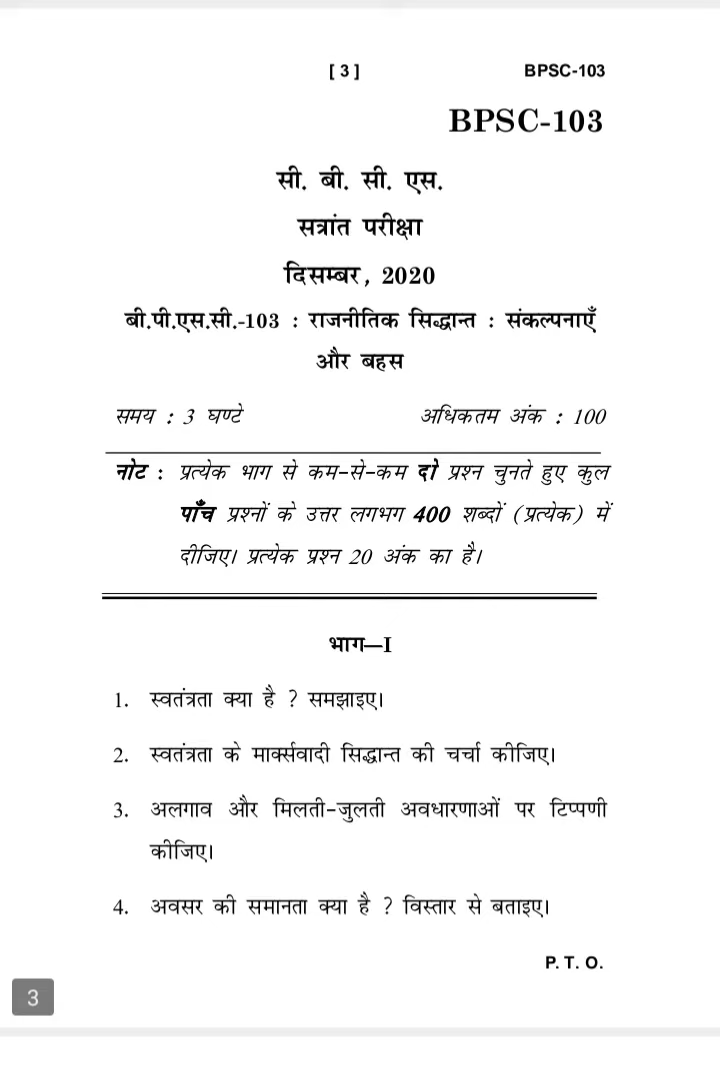 [ 3 ] BPSC-103
BPSC-103
सी. बी. सी. एस.
सत्रांत परीक्षा
दिसम्बर, 2020
बी.पी.एस.सी.-103 : राजनीतिक सिद्धान्त : संकल्पनाएँ
और बहस
समय : 3 घण्टे अधिकतम अंक : 100
नोट : प्रत्येक भाग से कम-से-कम दो प्रश्न चुनते हुए कुल
पाँच प्रश्नों के उत्तर लगभग 400 शब्दों (प्रत्येक) में
दीजिए। प्रत्येक प्रश्न 20 अंक का है।
भाग—I
1. स्वतंत्रता क्या है ? समझाइए।
2. स्वतंत्रता के मार्क्सवादी सिद्धान्त की चर्चा कीजिए।
3. अलगाव और मिलती-जुलती अवधारणाओं पर टिप्पणी
कीजिए।
4. अवसर की समानता क्या है ? विस्तार से बताइए।
P. T. O.
3